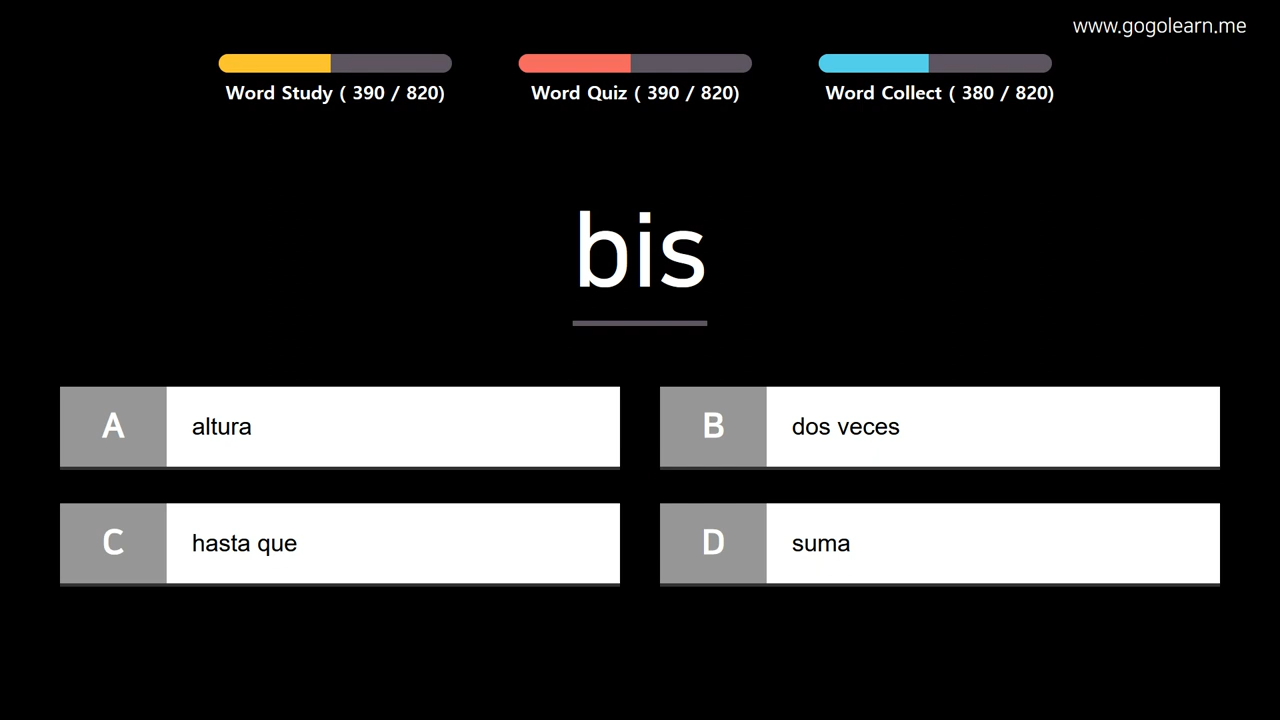 www.gogolearn.me
Word Study ( 390 / 820)
Word Quiz ( 390 / 820)
Word Collect ( 380 / 820)
bis
A altura
B dos veces
C hasta que
D suma